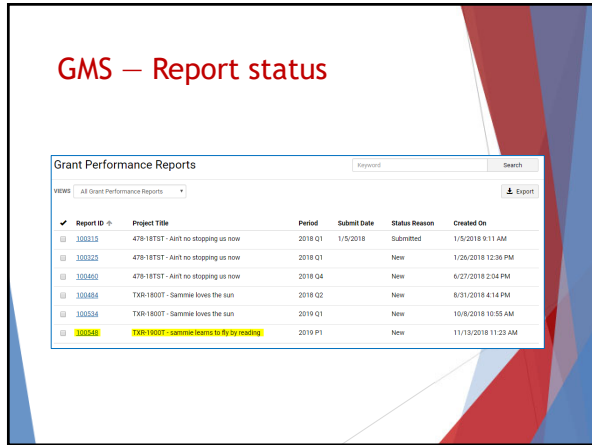 GMS — Report status
Grant Performance Reports
Keyword Search
VIEWS All Grant Performance Reports Export
Report ID Project Title Period Submit Date Status Reason Created On
100315 478-18TST - Ain't no stopping us now 2018 Q1 1/5/2018 Submitted 1/5/2018 9:11 AM
100325 478-18TST - Ain't no stopping us now 2018 Q1 New 1/26/2018 12:36 PM
100460 478-18TST - Ain't no stopping us now 2018 Q4 New 6/27/2018 2:04 PM
100484 TXR-1800T - Sammie loves the sun 2018 Q2 New 8/31/2018 4:14 PM
100534 TXR-1800T - Sammie loves the sun 2019 Q1 New 10/8/2018 10:55 AM
100548 TXR-1900T - sammie learns to fly by reading 2019 P1 New 11/13/2018 11:23 AM